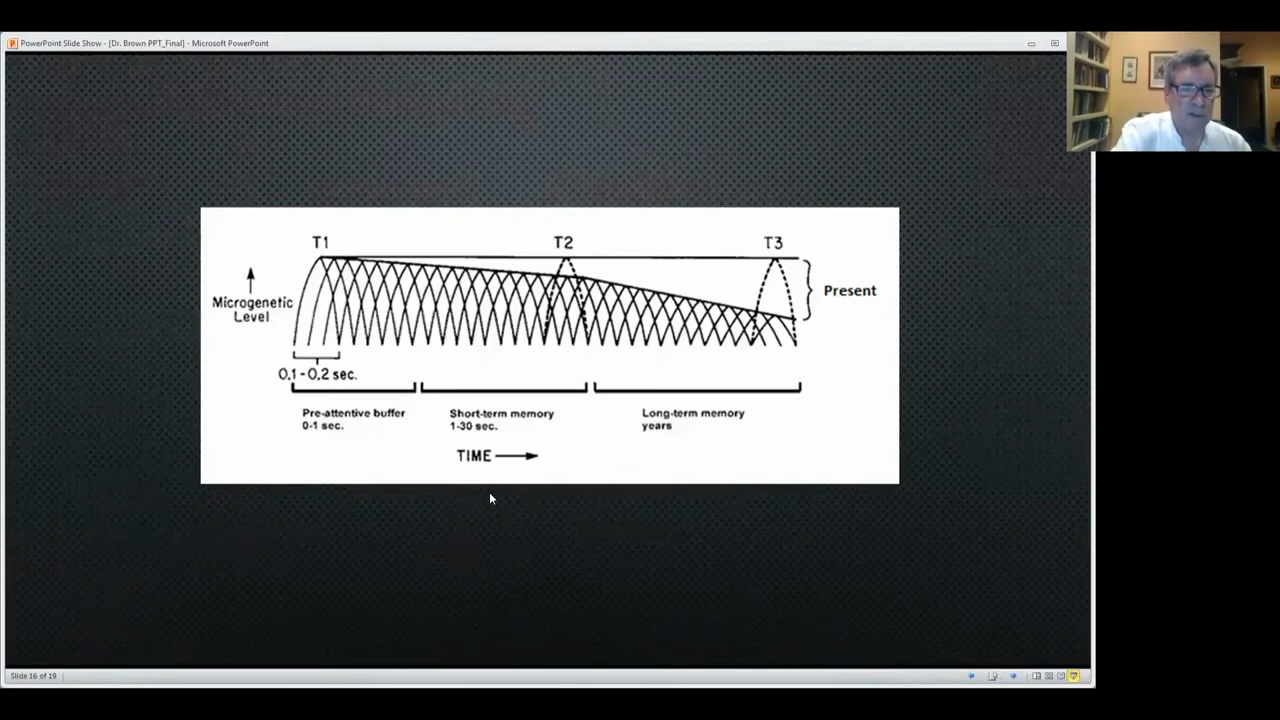 PowerPoint Slide Show - [Dr. Brown PPT_Final] - Microsoft PowerPoint
T1 T2 T3
Microgenetic
Level
Present
0.1-0.2 sec.
Pre-attentive buffer
0-1 sec.
Short-term memory
1-30 sec.
Long-term memory
years
TIME
Slide 16 of 19